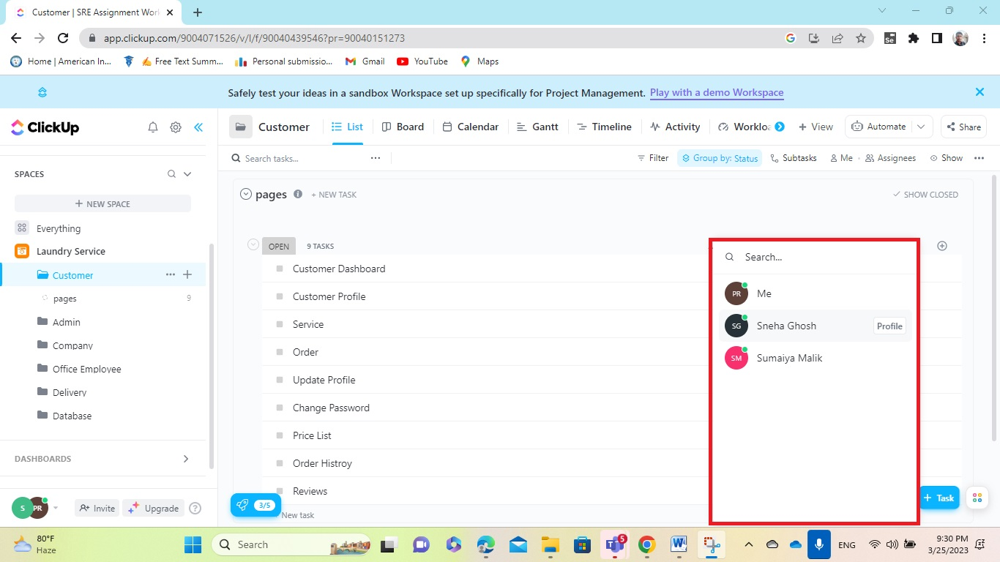 Customer | SRE Assignment Work
app.clickup.com/9004071526/v/l/f/90040439546?pr=90040151273
Se
Home | American In...
Free Text Summ...
Personal submissio...
Gmail
YouTube
Maps
Safely test your ideas in a sandbox Workspace set up specifically for Project Management. Play with a demo Workspace
ClickUp
Customer
List
Board
Calendar
Gantt
Timeline
Activity
Worklo
+ View
Automate
Share
Search tasks...
Filter
Group by: Status
Subtasks
Me
Assignees
Show
SPACES
+ NEW SPACE
Everything
Laundry Service
Customer
pages 9
Admin
Company
Office Employee
Delivery
Database
DASHBOARDS
S PR
Invite
Upgrade
pages
+ NEW TASK
SHOW CLOSED
OPEN 9 TASKS
Customer Dashboard
Customer Profile
Service
Order
Update Profile
Change Password
Price List
Order Histroy
Reviews
New task
3/5
Search...
PR Me
SG Sneha Ghosh Profile
SM Sumaiya Malik
+ Task
80°F
Haze
Search
5
ENG
9:30 PM
3/25/2023